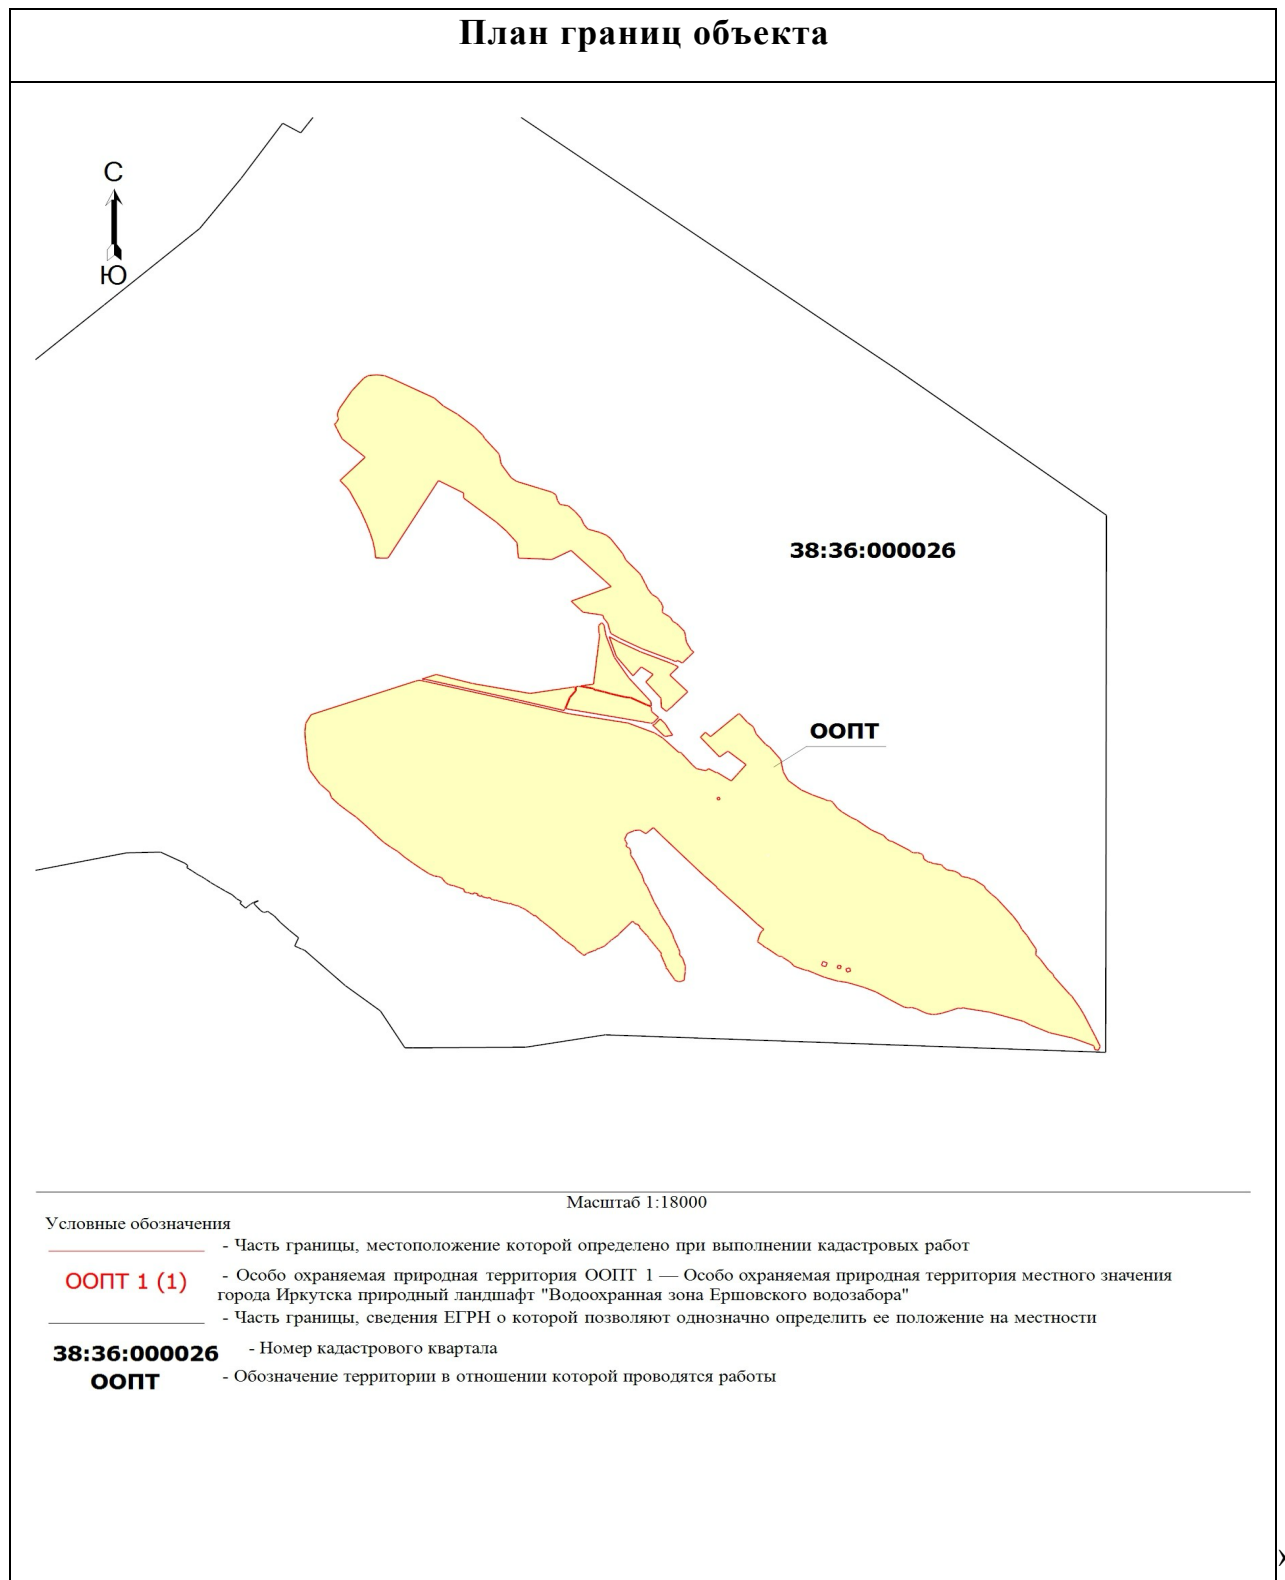 План границ объекта
С
Ю
38:36:000026
ООПТ
Масштаб 1:18000
Условные обозначения
- Часть границы, местоположение которой определено при выполнении кадастровых работ
ООПТ 1 (1)
- Особо охраняемая природная территория ООПТ 1 — Особо охраняемая природная территория местного значения
города Иркутска природный ландшафт "Водоохранная зона Ершовского водозабора"
- Часть границы, сведения ЕГРН о которой позволяют однозначно определить ее положение на местности
38:36:000026 - Номер кадастрового квартала
ООПТ - Обозначение территории в отношении которой проводятся работы